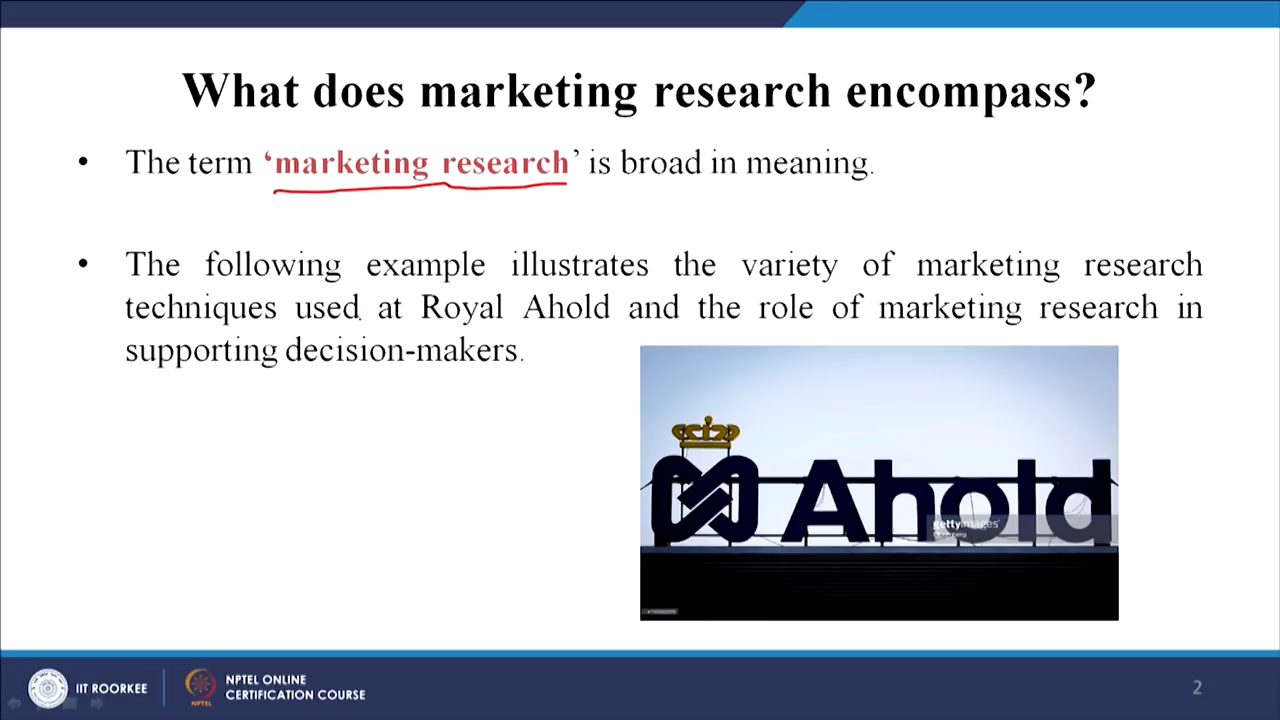 What does marketing research encompass?
• The term ‘marketing research’ is broad in meaning.
• The following example illustrates the variety of marketing research
techniques used at Royal Ahold and the role of marketing research in
supporting decision-makers.
Ahold
gettyimages
IIT ROORKEE
NPTEL
NPTEL ONLINE
CERTIFICATION COURSE
2